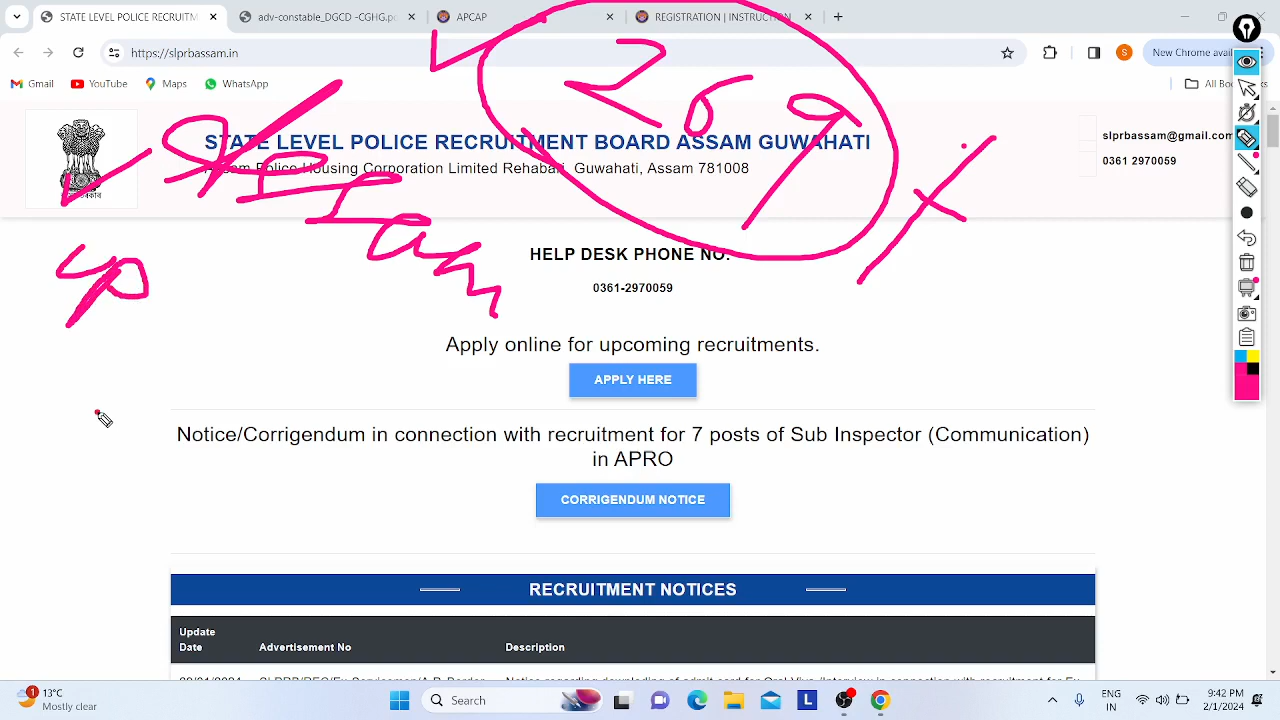 STATE LEVEL POLICE RECRUITM
adv-constable_DGCD -CGHG.pc
APCAP
REGISTRATION | INSTRUCTION
https://slprbassam.in
S
New Chrome avail
Gmail
YouTube
Maps
WhatsApp
All Bo
269
STATE LEVEL POLICE RECRUITMENT BOARD ASSAM GUWAHATI
Assam Police Housing Corporation Limited Rehabari, Guwahati, Assam 781008
slprbassam@gmail.com
0361 2970059
HELP DESK PHONE NO.
0361-2970059
Apply online for upcoming recruitments.
APPLY HERE
Notice/Corrigendum in connection with recruitment for 7 posts of Sub Inspector (Communication)
in APRO
CORRIGENDUM NOTICE
RECRUITMENT NOTICES
Update
Date
Advertisement No
Description
1
13°C
Mostly clear
Search
L
ENG
IN
9:42 PM
2/1/2024